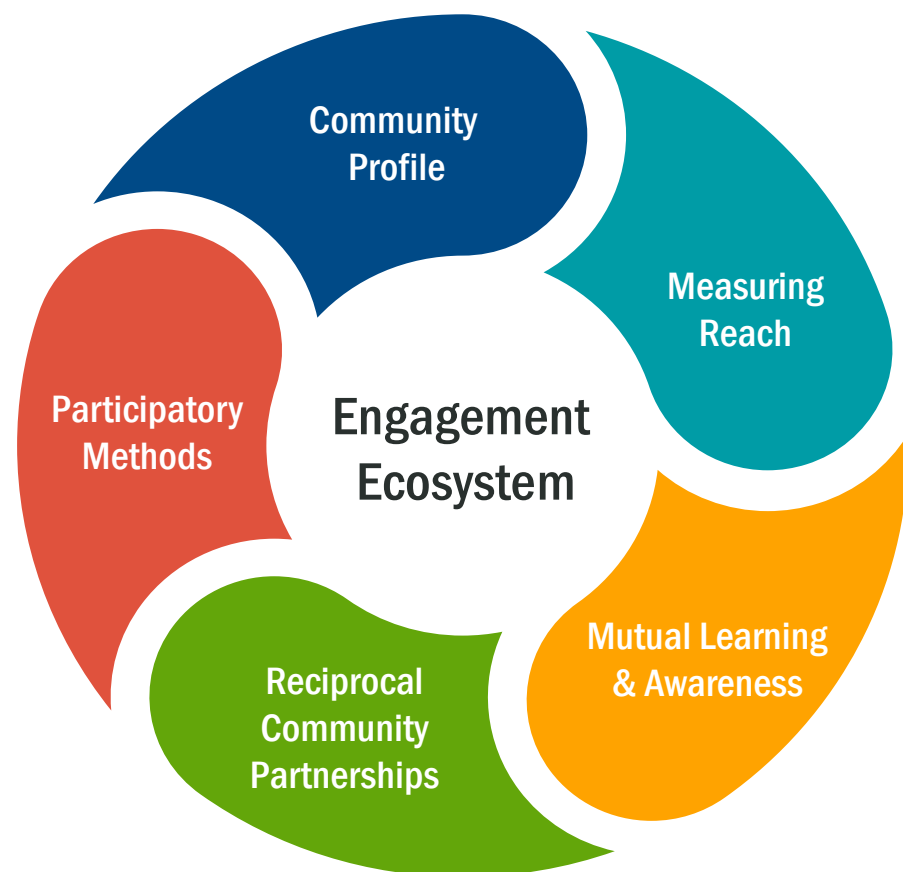 Community
Profile
Measuring
Reach
Participatory
Methods
Engagement
Ecosystem
Mutual Learning
& Awareness
Reciprocal
Community
Partnerships